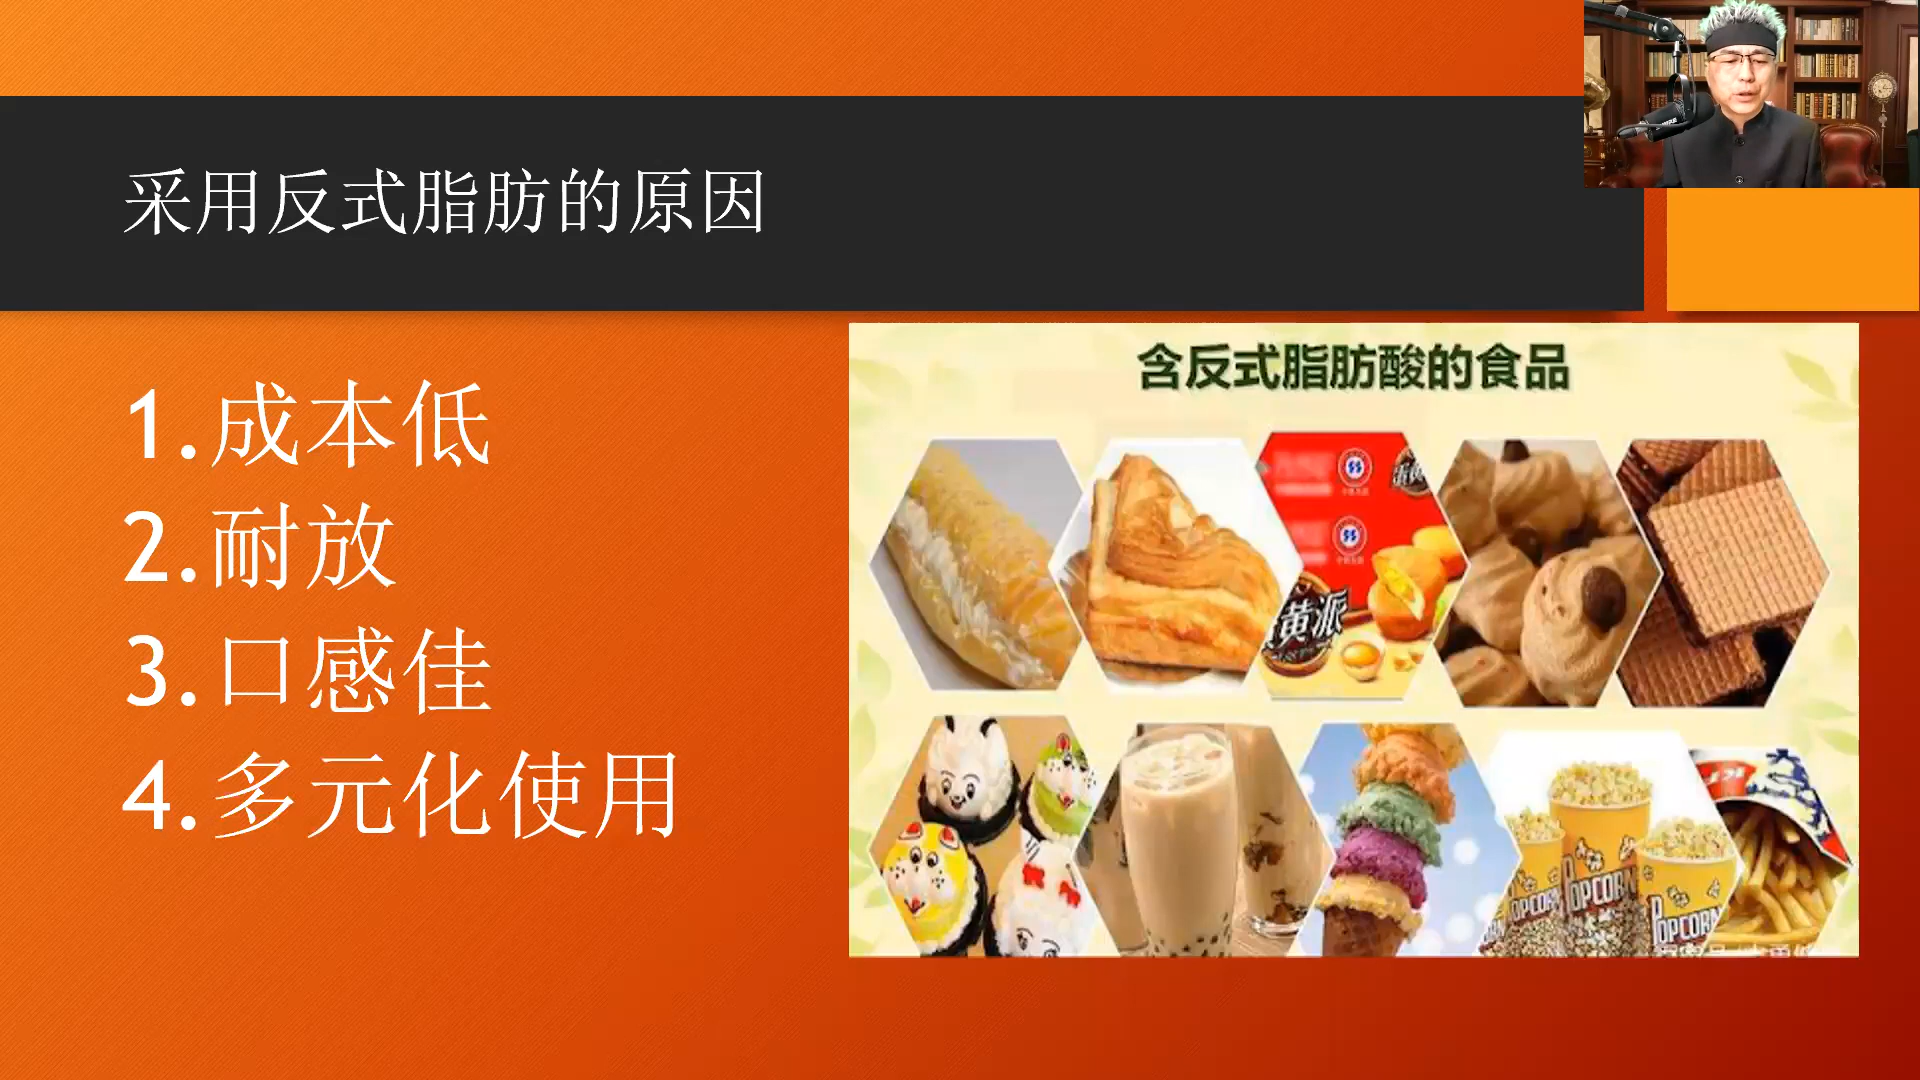 采用反式脂肪的原因
1.成本低
2.耐放
3.口感佳
4.多元化使用
含反式脂肪酸的食品
黄派
POPCORN
POPCORN
POPCORN